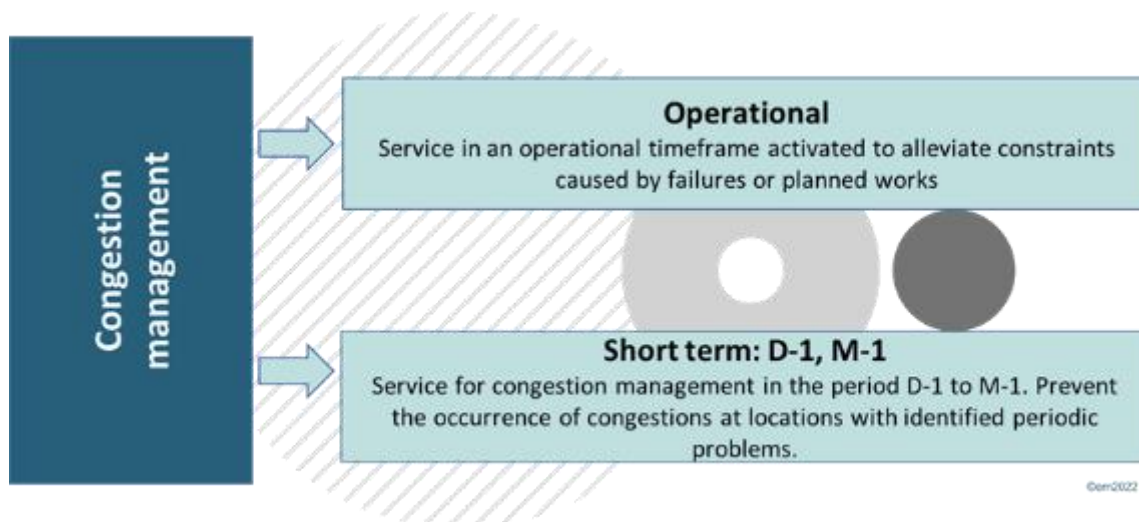 Congestion
management
Operational
Service in an operational timeframe activated to alleviate constraints
caused by failures or planned works
Short term: D-1, M-1
Service for congestion management in the period D-1 to M-1. Prevent
the occurrence of congestions at locations with identified periodic
problems.